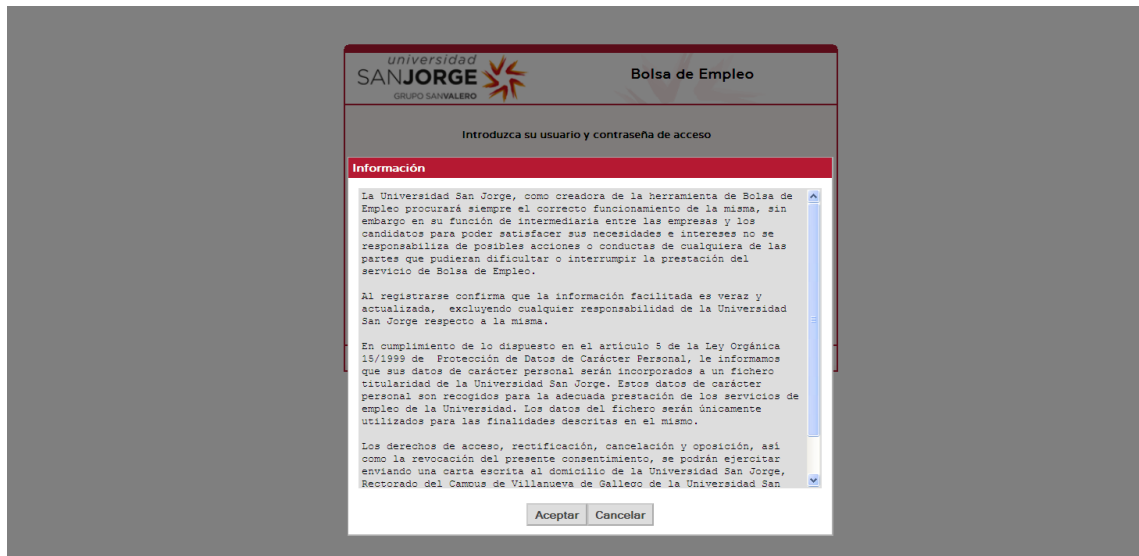 universidad
SANJORGE
GRUPO SANVALERO
Bolsa de Empleo
Introduzca su usuario y contraseña de acceso
Información
La Universidad San Jorge, como creadora de la herramienta de Bolsa de
Empleo procurará siempre el correcto funcionamiento de la misma, sin
embargo en su función de intermediaria entre las empresas y los
candidatos para poder satisfacer sus necesidades e intereses no se
responsabiliza de posibles acciones o conductas de cualquiera de las
partes que pudieran dificultar o interrumpir la prestación del
servicio de Bolsa de Empleo.
Al registrarse confirma que la información facilitada es veraz y
actualizada, excluyendo cualquier responsabilidad de la Universidad
San Jorge respecto a la misma.
En cumplimiento de lo dispuesto en el artículo 5 de la Ley Orgánica
15/1999 de Protección de Datos de Carácter Personal, le informamos
que sus datos de carácter personal serán incorporados a un fichero
titularidad de la Universidad San Jorge. Estos datos de carácter
personal son recogidos para la adecuada prestación de los servicios de
empleo de la Universidad. Los datos del fichero serán únicamente
utilizados para las finalidades descritas en el mismo.
Los derechos de acceso, rectificación, cancelación y oposición, así
como la revocación del presente consentimiento, se podrán ejercitar
enviando una carta escrita al domicilio de la Universidad San Jorge,
Rectorado del Campus de Villanueva de Gallego de la Universidad San
Aceptar Cancelar